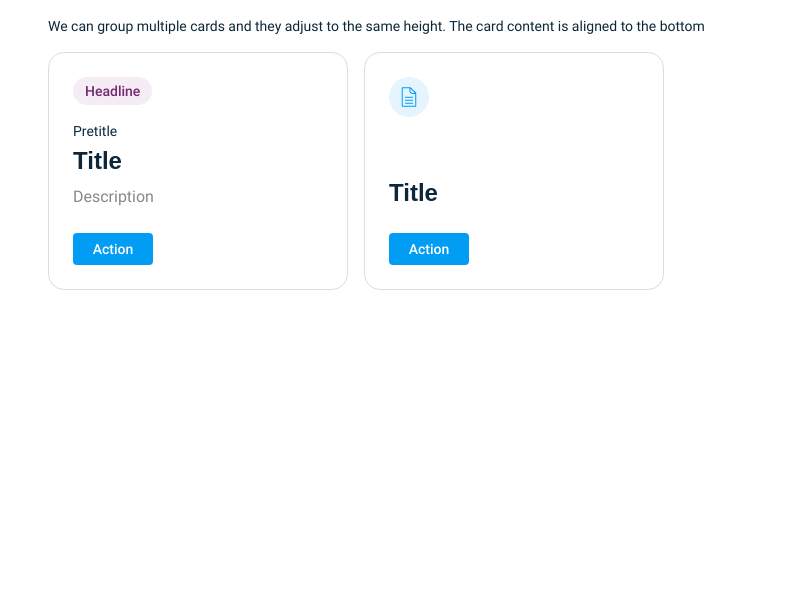 We can group multiple cards and they adjust to the same height. The card content is aligned to the bottom
Headline
Pretitle
Title
Description
Action
Title
Action